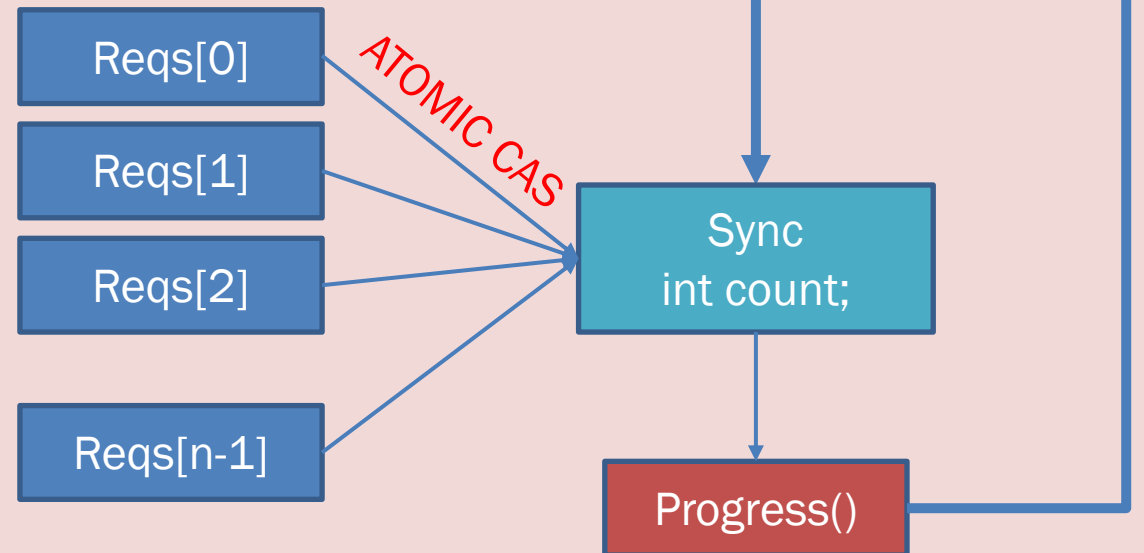 Reqs[0]
ATOMIC CAS
Reqs[1]
Reqs[2]
Reqs[n-1]
Sync
int count;
Progress()